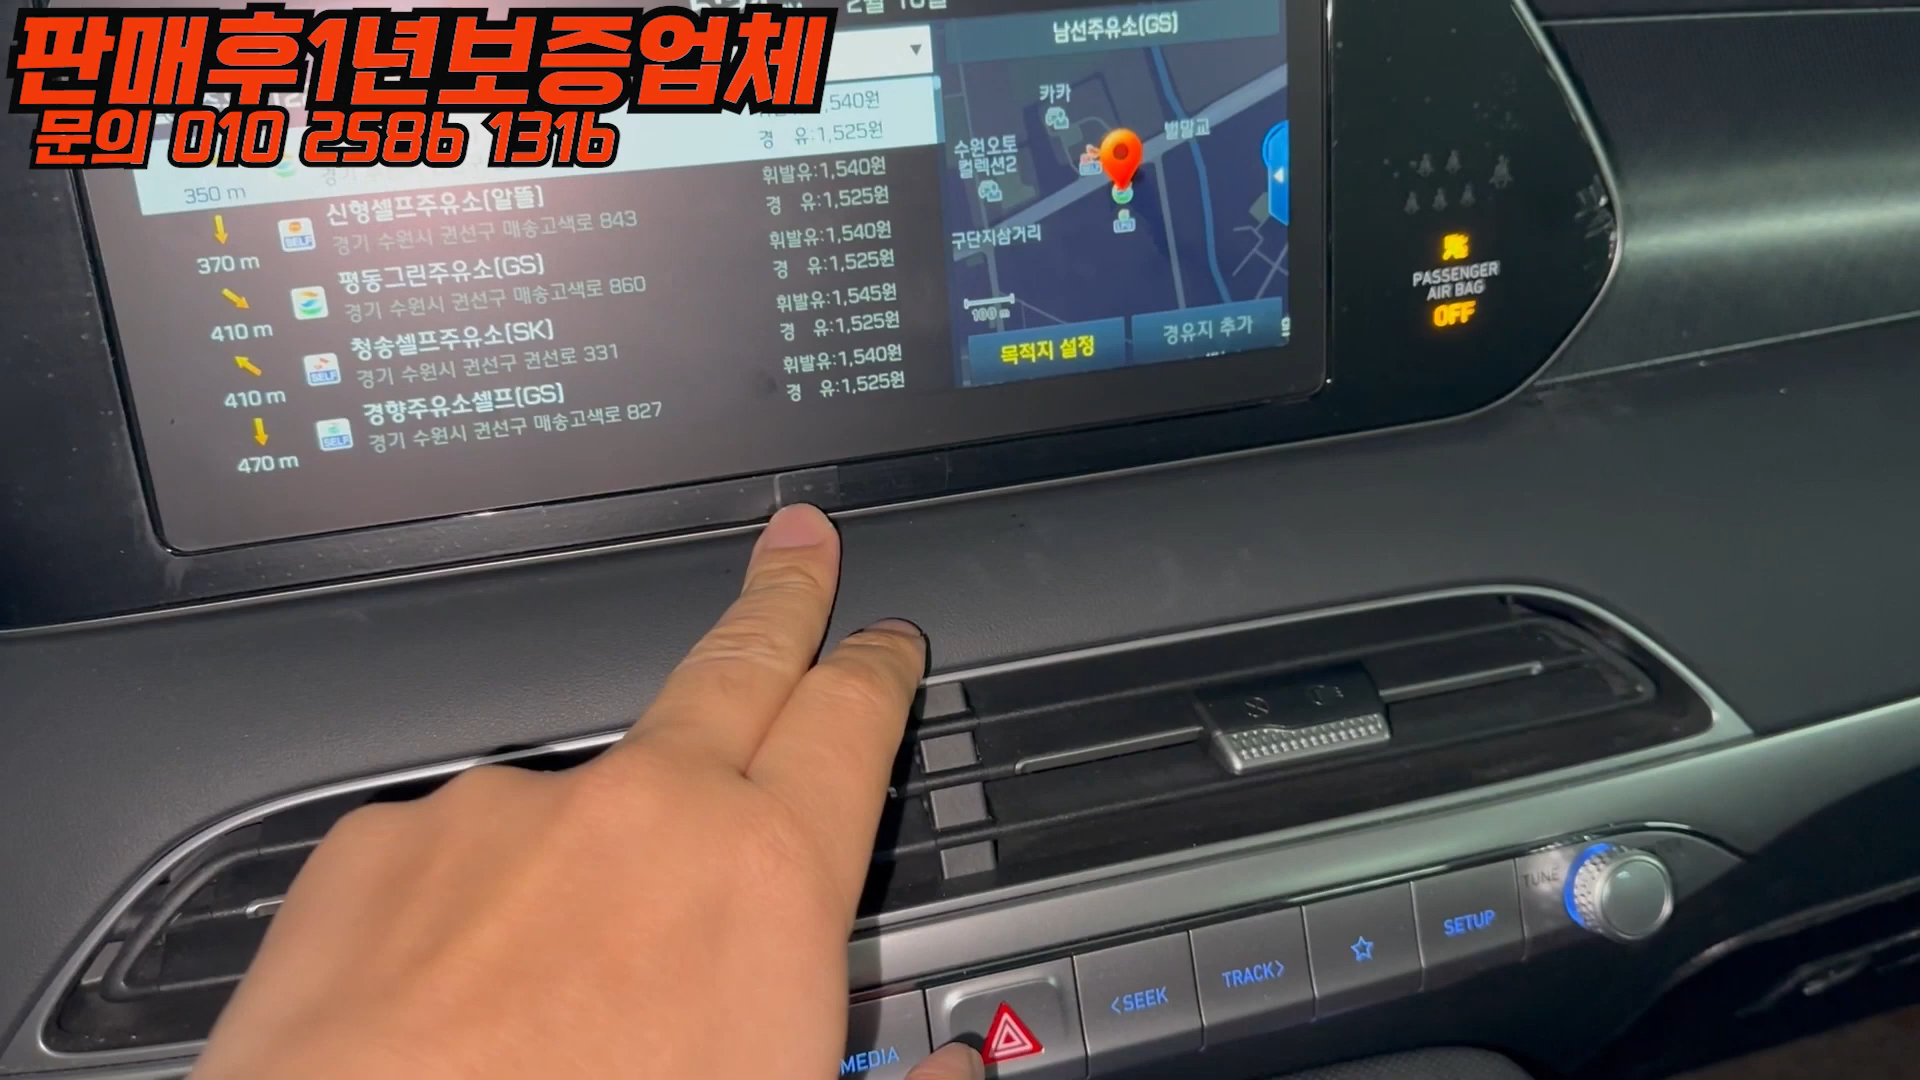 판매후1년보증업체
문의 010 2586 1316
2월
남선주유소(GS)
경 유:1,525원
350 m
신형셀프주유소(알뜰)
경기 수원시 권선구 매송고색로 843
휘발유:1,540원
경 유:1,525원
370 m
평동그린주유소(GS)
경기 수원시 권선구 매송고색로 860
휘발유:1,540원
경 유:1,525원
410 m
청송셀프주유소(SK)
경기 수원시 권선구 권선로 331
휘발유:1,545원
경 유:1,525원
410 m
경향주유소셀프(GS)
경기 수원시 권선구 매송고색로 827
휘발유:1,540원
경 유:1,525원
470 m
SELF
SELF
SELF
카카
수원오토
컬렉션2
벌말교
구단지삼거리
LPG
100 m
목적지 설정
경유지 추가
PASSENGER
AIR BAG
OFF
MEDIA
<SEEK
TRACK>
SETUP
TUNE